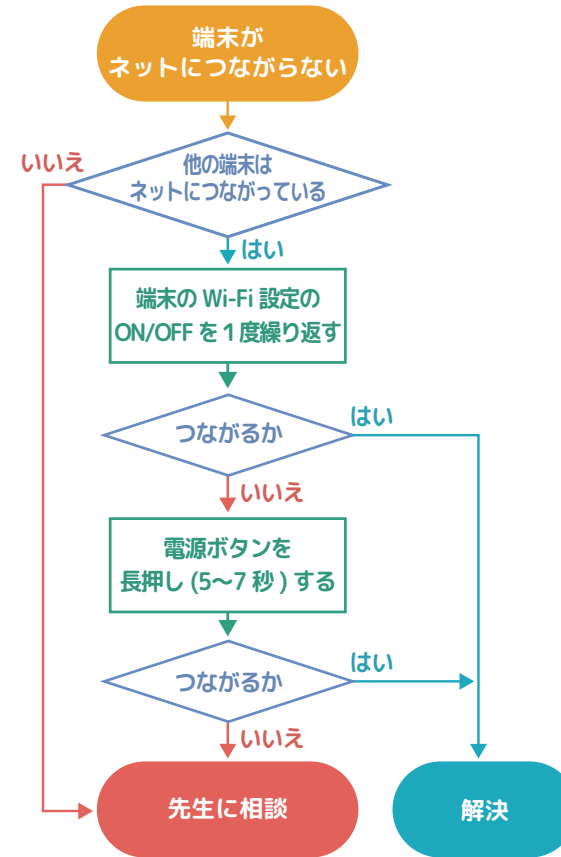 端末が
ネットにつながらない
いいえ
他の端末は
ネットにつながっている
はい
端末の Wi-Fi 設定の
ON/OFF を 1 度繰り返す
つながるか
はい
いいえ
電源ボタンを
長押し (5〜7 秒 ) する
つながるか
はい
いいえ
先生に相談
解決